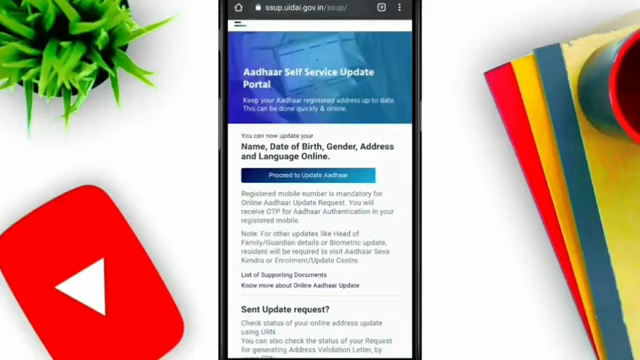 ssup.uidai.gov.in/ssup/
Aadhaar Self Service Update
Portal
Keep your Aadhaar registered address up to date.
This can be done quickly & online.
You can now update your
Name, Date of Birth, Gender, Address
and Language Online.
Proceed to Update Aadhaar
Registered mobile number is mandatory for
Online Aadhaar Update Request. You will
receive OTP for Aadhaar Authentication in your
registered mobile.
Note: For other updates like Head of
Family/Guardian details or Biometric update,
resident will be required to visit Aadhaar Seva
Kendra or Enrolment/Update Centre.
List of Supporting Documents
Know more about Online Aadhaar Update
Sent Update request?
Check status of your online address update
using URN.
You can also check the status of your Request
for generating Address Validation Letter, by